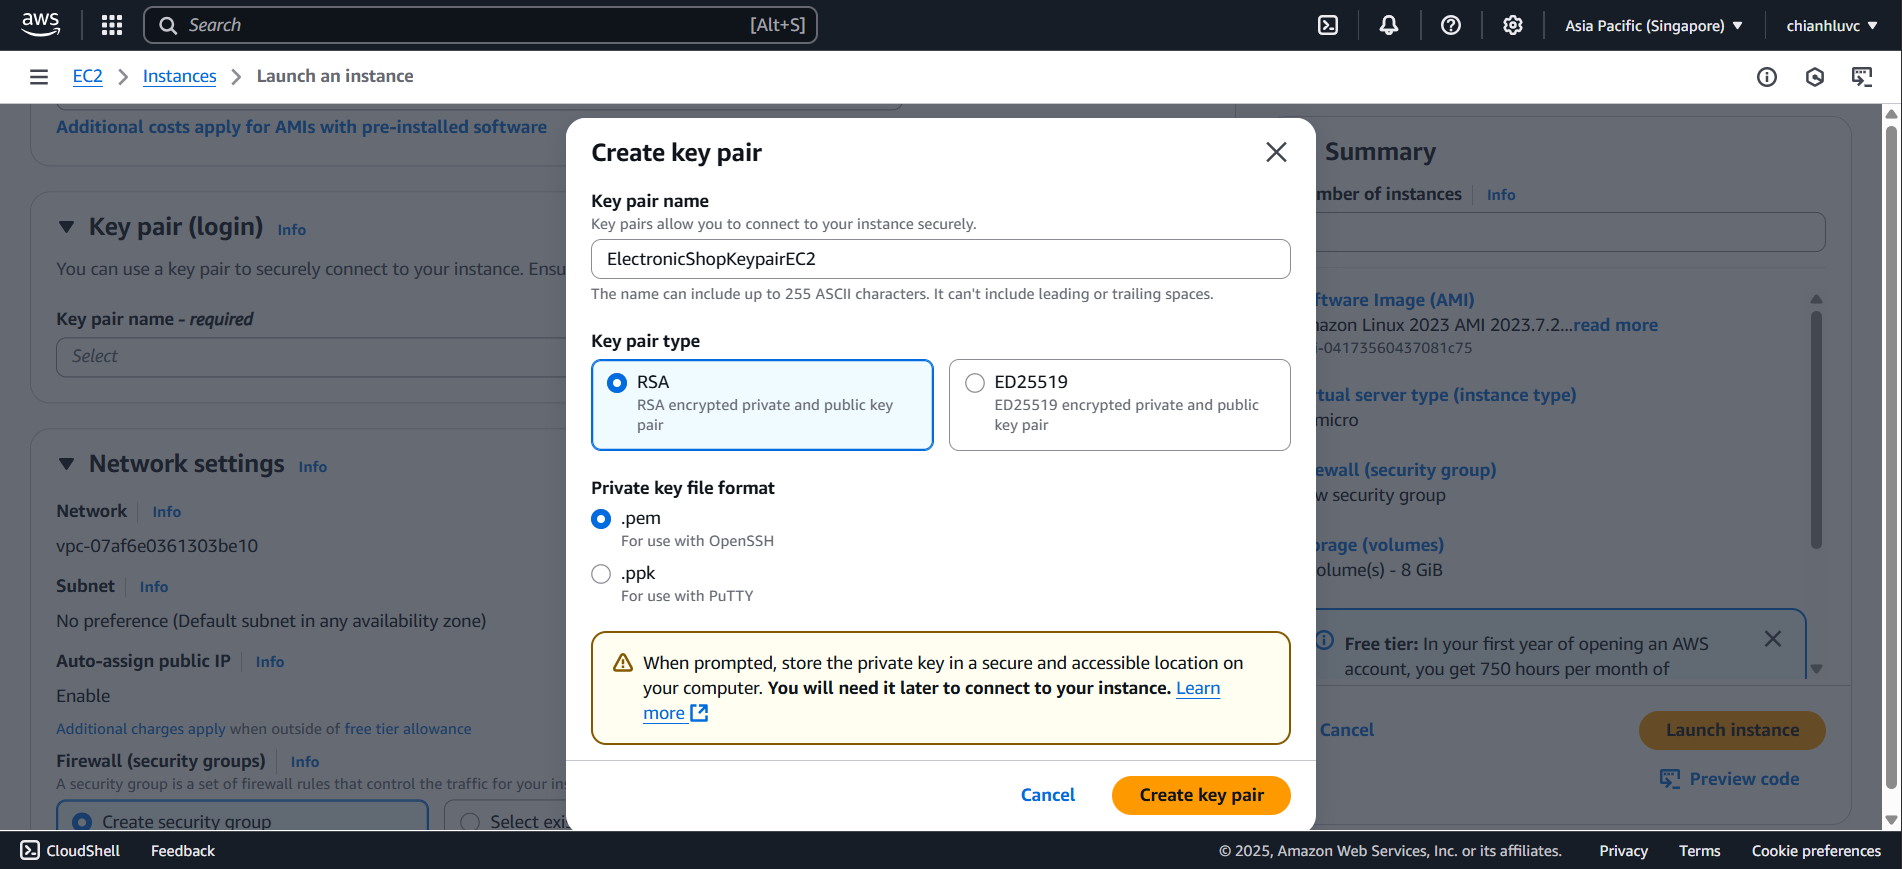 aws
Search
[Alt+S]
Asia Pacific (Singapore)
chianhluvc
EC2
Instances
Launch an instance
Additional costs apply for AMIs with pre-installed software
Key pair (login) Info
You can use a key pair to securely connect to your instance. Ensu
Key pair name - required
Select
Network settings Info
Network Info
vpc-07af6e0361303be10
Subnet Info
No preference (Default subnet in any availability zone)
Auto-assign public IP Info
Enable
Additional charges apply when outside of free tier allowance
Firewall (security groups) Info
A security group is a set of firewall rules that control the traffic for your ins
Create security group
Select exi
Create key pair
Key pair name
Key pairs allow you to connect to your instance securely.
ElectronicShopKeypairEC2
The name can include up to 255 ASCII characters. It can't include leading or trailing spaces.
Key pair type
RSA
RSA encrypted private and public key
pair
ED25519
ED25519 encrypted private and public
key pair
Private key file format
.pem
For use with OpenSSH
.ppk
For use with PuTTY
When prompted, store the private key in a secure and accessible location on
your computer. You will need it later to connect to your instance. Learn
more
Cancel
Create key pair
Summary
mber of instances Info
ftware Image (AMI)
azon Linux 2023 AMI 2023.7.2...read more
-04173560437081c75
tual server type (instance type)
micro
ewall (security group)
w security group
rage (volumes)
olume(s) - 8 GiB
Free tier: In your first year of opening an AWS
account, you get 750 hours per month of
Cancel
Launch instance
Preview code
CloudShell
Feedback
© 2025, Amazon Web Services, Inc. or its affiliates.
Privacy
Terms
Cookie preferences